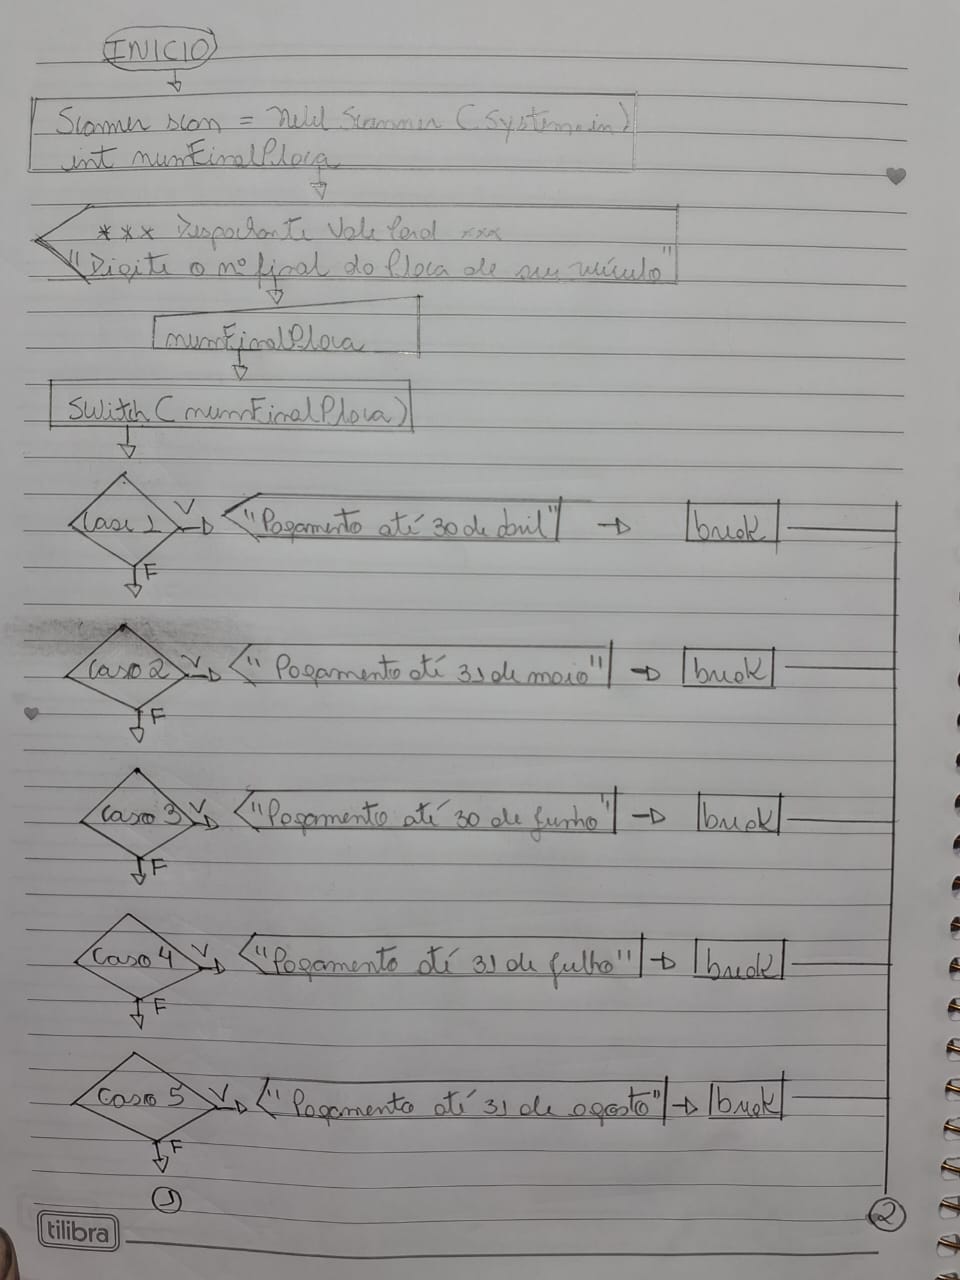 INICIO
Scanner scan = new Scanner (System.in)
int numFinalPlaca
*** Despachante Vale Card ***
"Digite o nº final da placa de seu veículo"
numFinalPlaca
Switch (numFinalPlaca)
Case 1 V "Pagamento até 30 de abril" break
F
Caso 2 V "Pagamento até 31 de maio" break
F
Caso 3 V "Pagamento até 30 de junho" break
F
Caso 4 V "Pagamento até 31 de julho" break
F
Caso 5 V "Pagamento até 31 de agosto" break
F
1 2
tilibra